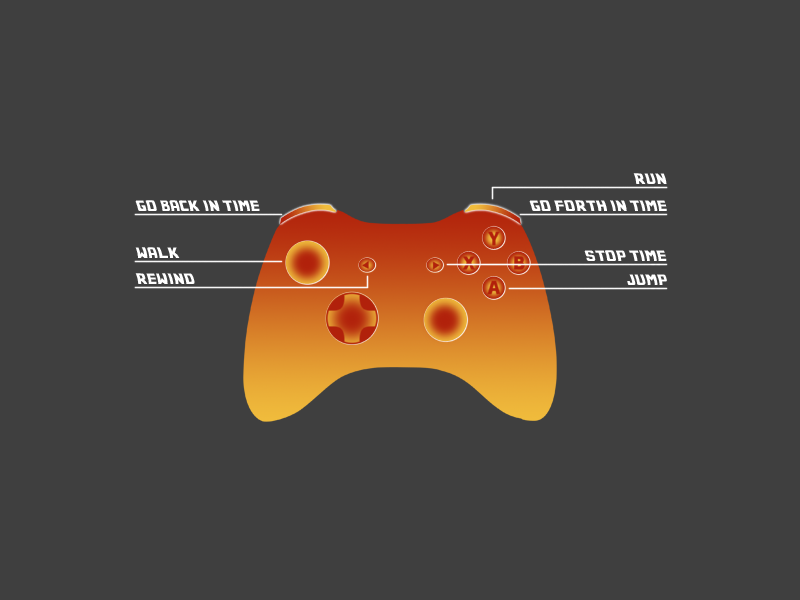 RUN
GO BACK IN TIME
GO FORTH IN TIME
WALK
STOP TIME
REWIND
JUMP
Y
X
B
A